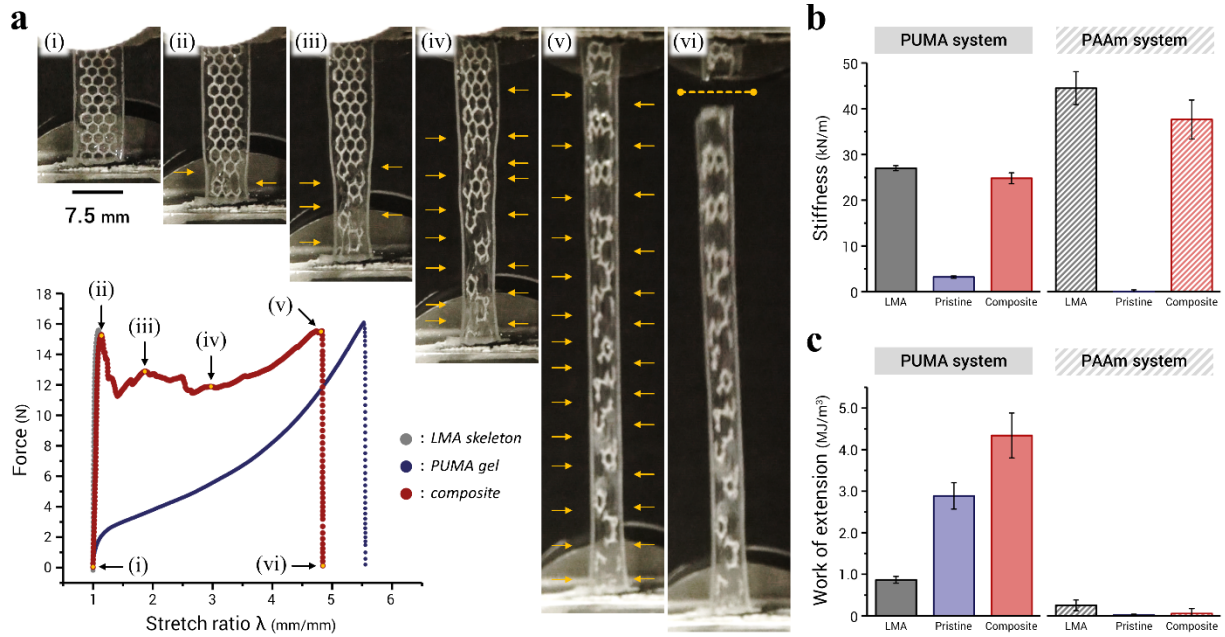 a
(i)
(ii)
(iii)
(iv)
(v)
(vi)
7.5 mm
18
16
14
12
10
8
6
4
2
0
Force (N)
(ii)
(iii)
(iv)
(v)
(i)
(vi)
: LMA skeleton
: PUMA gel
: composite
1
2
3
4
5
6
Stretch ratio λ (mm/mm)
b
PUMA system
PAAm system
50
40
30
20
10
0
Stiffness (kN/m)
LMA
Pristine
Composite
LMA
Pristine
Composite
c
PUMA system
PAAm system
5.0
4.0
3.0
2.0
1.0
0
Work of extension (MJ/m³)
LMA
Pristine
Composite
LMA
Pristine
Composite